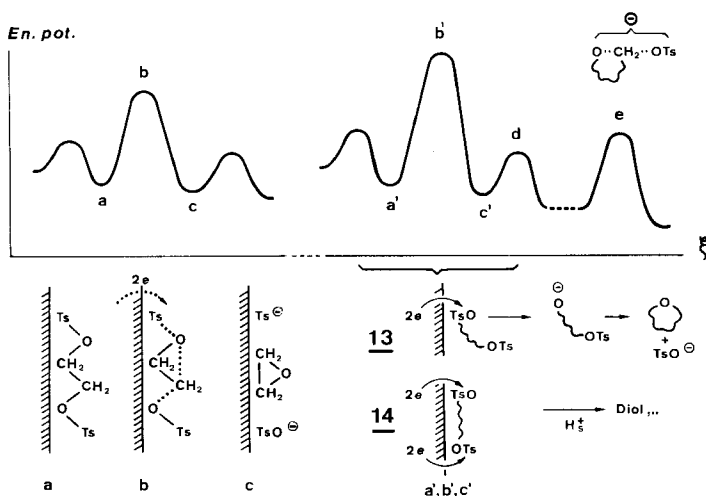 En. pot.
⊖
O··CH₂··OTs
b
b'
a
c
a'
c'
d
e
ξ
2e
Ts
O
CH₂
CH₂
O
Ts
Ts
O
CH₂
CH₂
O
Ts
Ts⊖
CH₂
O
CH₂
TsO⊖
13
2e
TsO
OTs
⊖
O
OTs
O
+
TsO⊖
14
2e
TsO
OTs
2e
H⁺s
Diol,..
a
b
c
a',b',c'